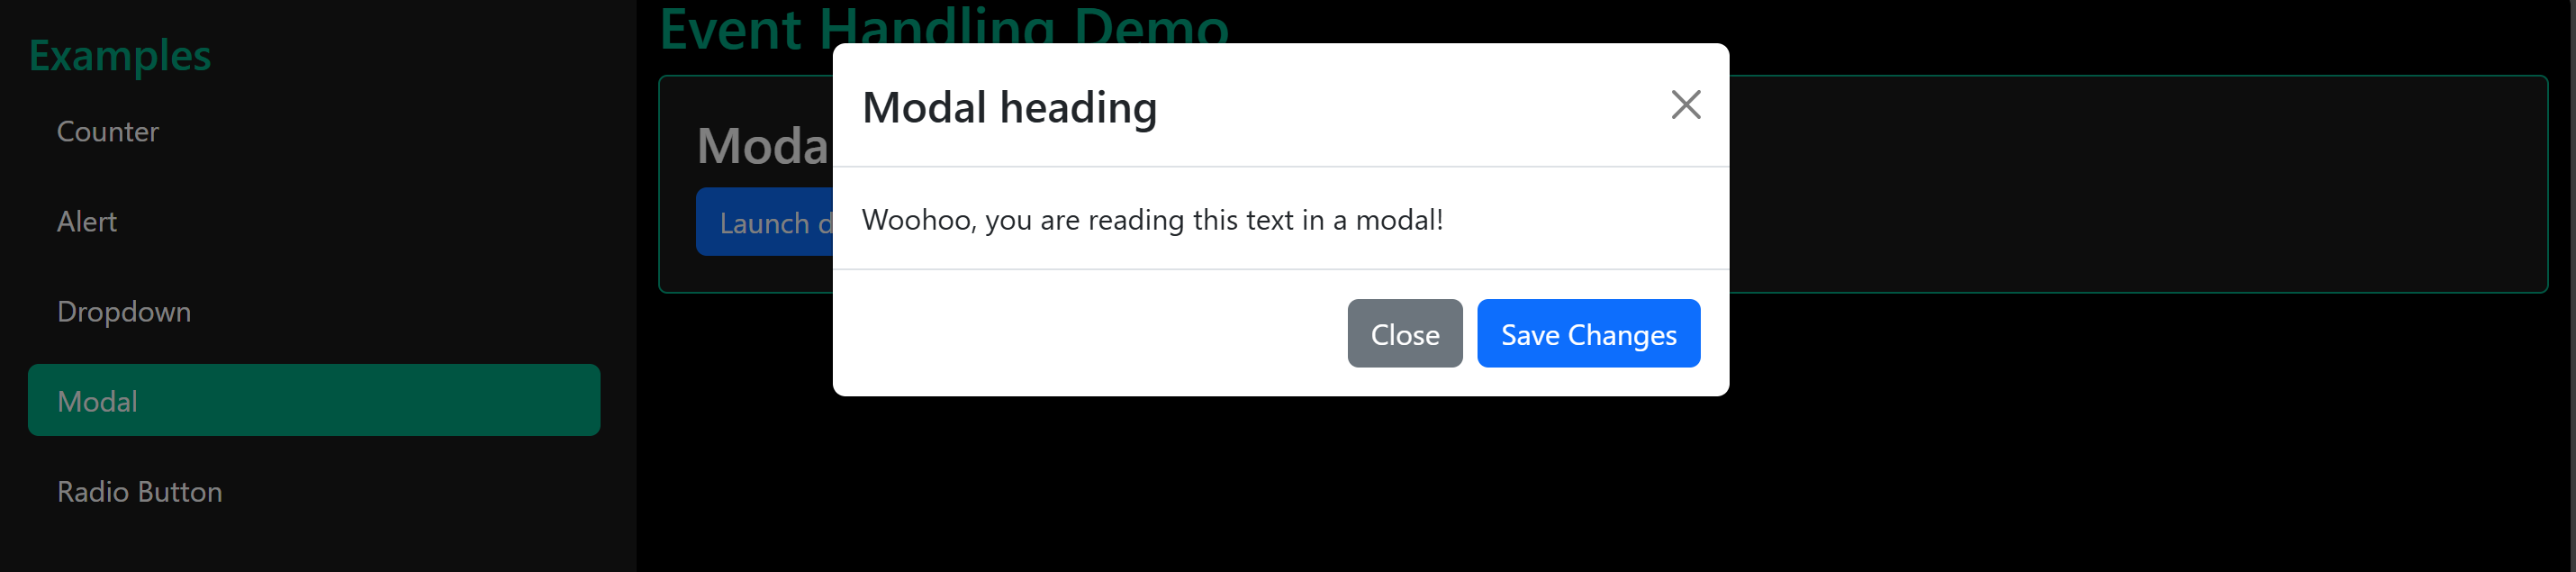 Examples
Counter
Alert
Dropdown
Modal
Radio Button
Event Handling Demo
Launch
Modal heading
Woohoo, you are reading this text in a modal!
Close
Save Changes